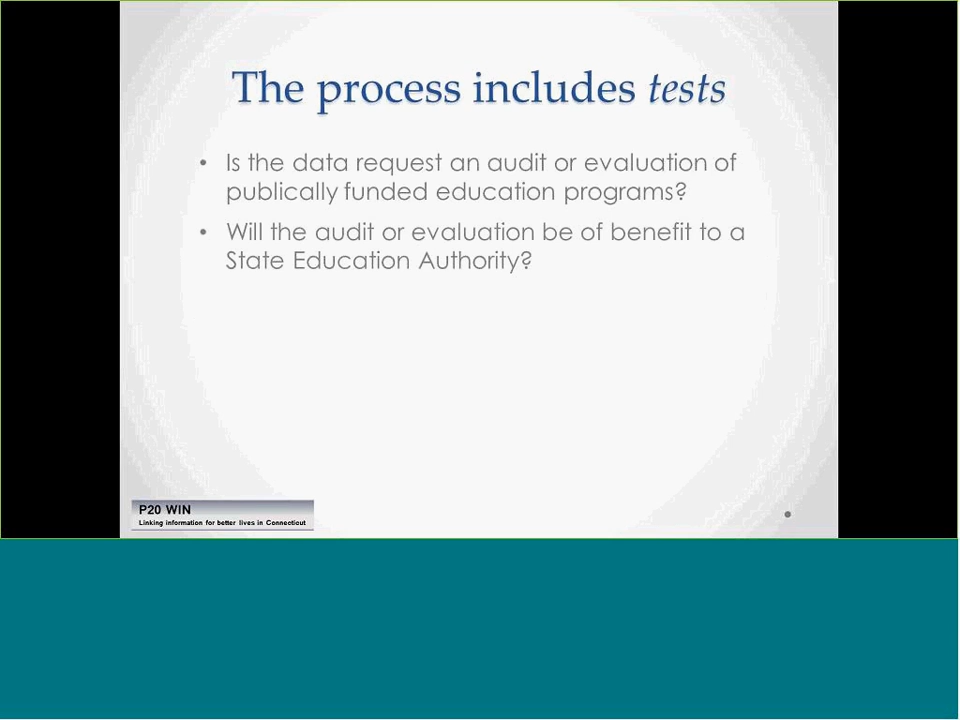 The process includes tests
• Is the data request an audit or evaluation of
publically funded education programs?
• Will the audit or evaluation be of benefit to a
State Education Authority?
P20 WIN
Linking information for better lives in Connecticut